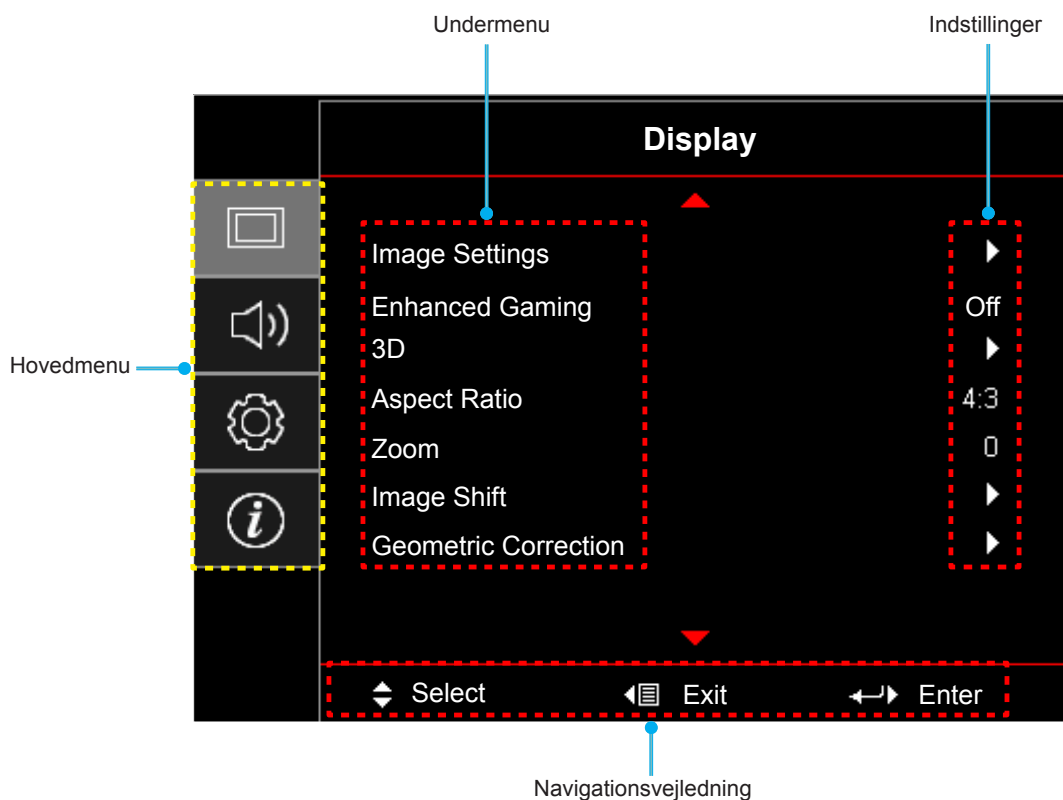 Undermenu
Indstillinger
Display
Image Settings
Enhanced Gaming Off
3D
Hovedmenu
Aspect Ratio 4:3
Zoom 0
Image Shift
Geometric Correction
Select Exit Enter
Navigationsvejledning